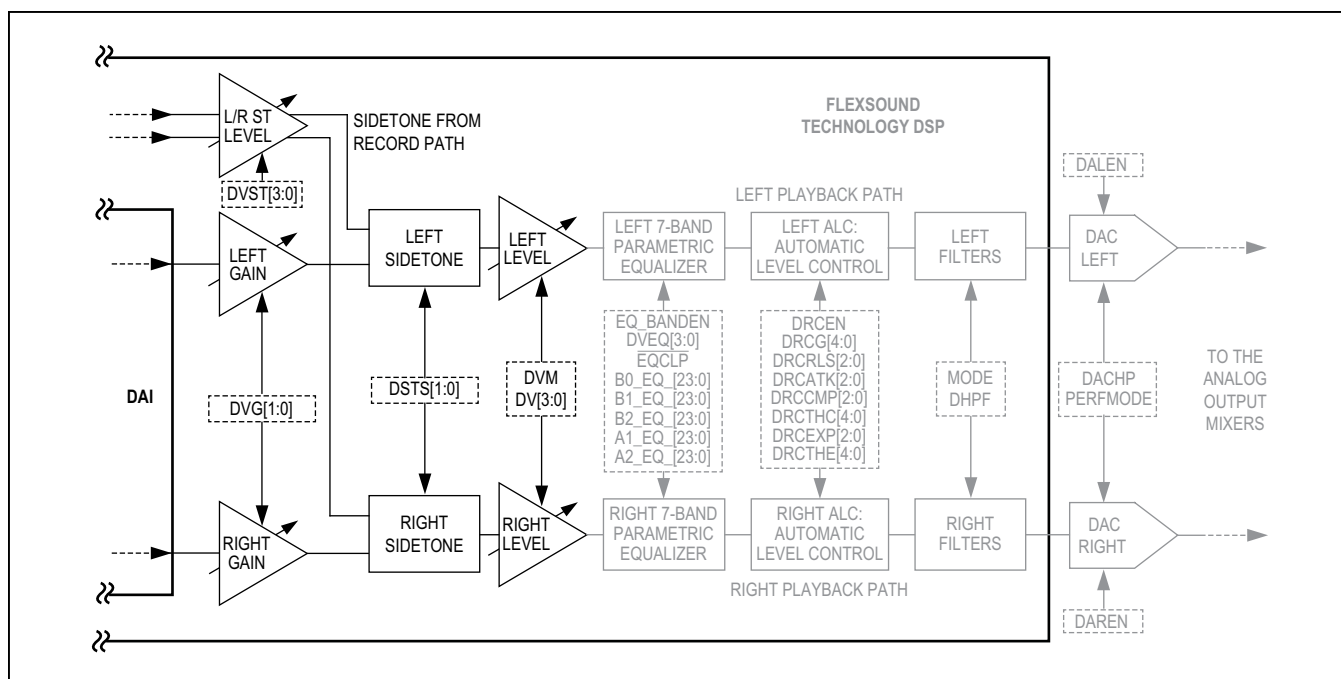 FLEXSOUND
TECHNOLOGY DSP
L/R ST
LEVEL
SIDETONE FROM
RECORD PATH
DVST[3:0]
DALEN
LEFT PLAYBACK PATH
LEFT
GAIN
LEFT
SIDETONE
LEFT
LEVEL
LEFT 7-BAND
PARAMETRIC
EQUALIZER
LEFT ALC:
AUTOMATIC
LEVEL CONTROL
LEFT
FILTERS
DAC
LEFT
DAI
DVG[1:0]
DSTS[1:0]
DVM
DV[3:0]
EQ_BANDEN
DVEQ[3:0]
EQCLP
B0_EQ_[23:0]
B1_EQ_[23:0]
B2_EQ_[23:0]
A1_EQ_[23:0]
A2_EQ_[23:0]
DRCEN
DRCG[4:0]
DRCRLS[2:0]
DRCATK[2:0]
DRCCMP[2:0]
DRCTHC[4:0]
DRCEXP[2:0]
DRCTHE[4:0]
MODE
DHPF
DACHP
PERFMODE
TO THE
ANALOG
OUTPUT
MIXERS
RIGHT
GAIN
RIGHT
SIDETONE
RIGHT
LEVEL
RIGHT 7-BAND
PARAMETRIC
EQUALIZER
RIGHT ALC:
AUTOMATIC
LEVEL CONTROL
RIGHT
FILTERS
DAC
RIGHT
RIGHT PLAYBACK PATH
DAREN